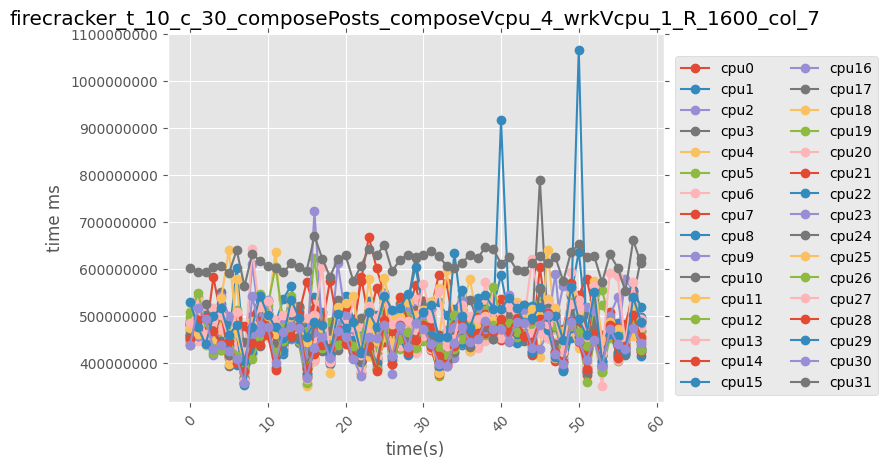 firecracker_t_10_c_30_composePosts_composeVcpu_4_wrkVcpu_1_R_1600_col_7
time ms
1100000000
1000000000
900000000
800000000
700000000
600000000
500000000
400000000
0
10
20
30
40
50
60
time(s)
cpu0
cpu1
cpu2
cpu3
cpu4
cpu5
cpu6
cpu7
cpu8
cpu9
cpu10
cpu11
cpu12
cpu13
cpu14
cpu15
cpu16
cpu17
cpu18
cpu19
cpu20
cpu21
cpu22
cpu23
cpu24
cpu25
cpu26
cpu27
cpu28
cpu29
cpu30
cpu31